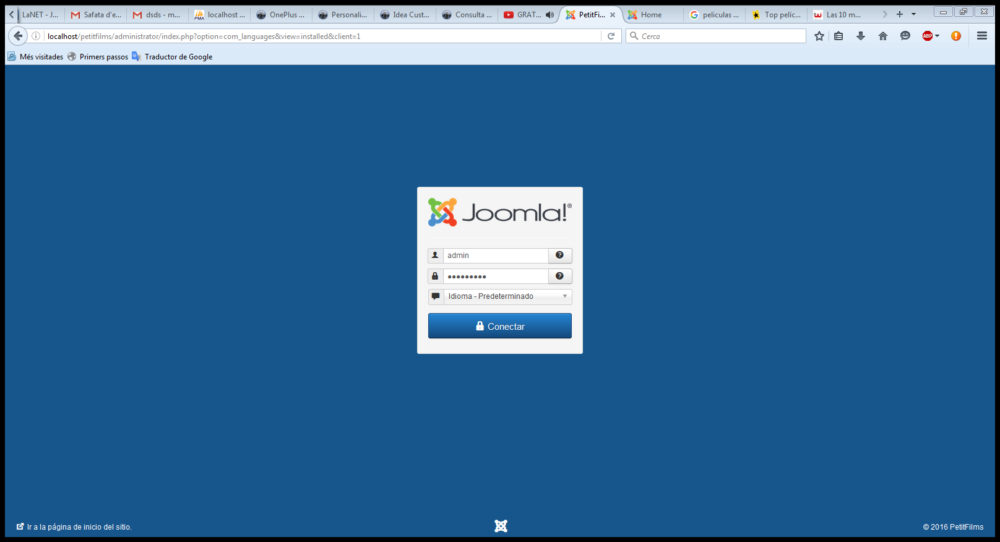 LaNET - J...
Safata d'e...
dsds - m...
localhost ...
OnePlus ...
Personali...
Idea Cust...
Consulta ...
GRAT...
PetitFi...
Home
peliculas ...
Top pelíc...
Las 10 m...
localhost/petitfilms/administrator/index.php?option=com_languages&view=installed&client=1
Cerca
ABP
Més visitades
Primers passos
Traductor de Google
Joomla!®
admin
Idioma - Predeterminado
Conectar
Ir a la página de inicio del sitio.
© 2016 PetitFilms